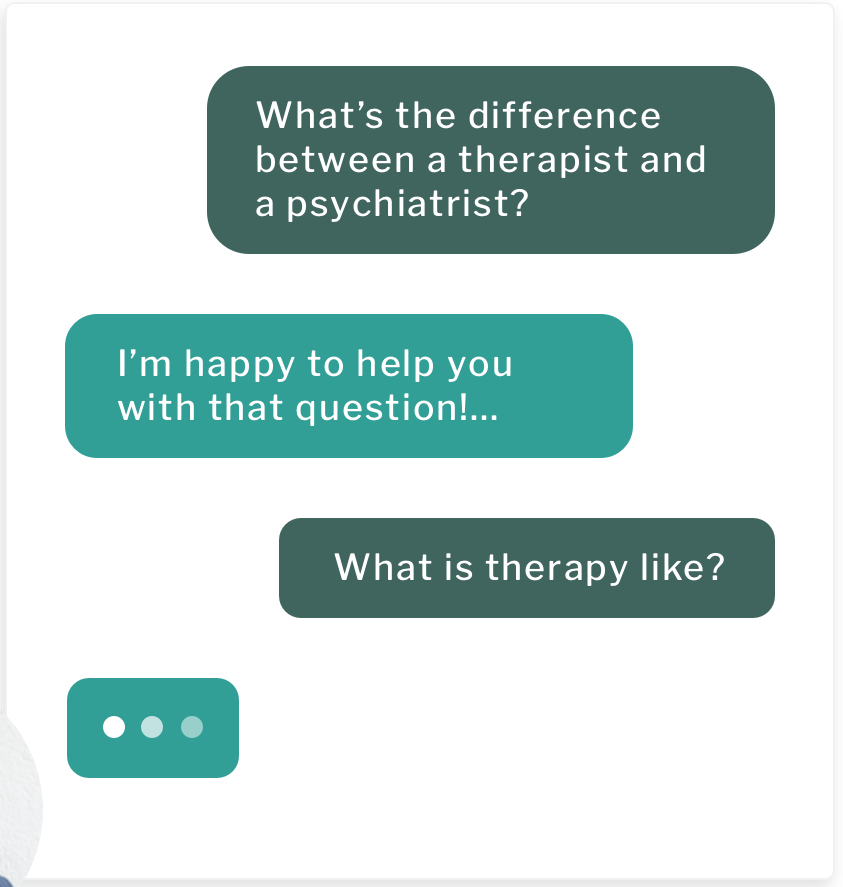 What’s the difference
between a therapist and
a psychiatrist?
I’m happy to help you
with that question!...
What is therapy like?